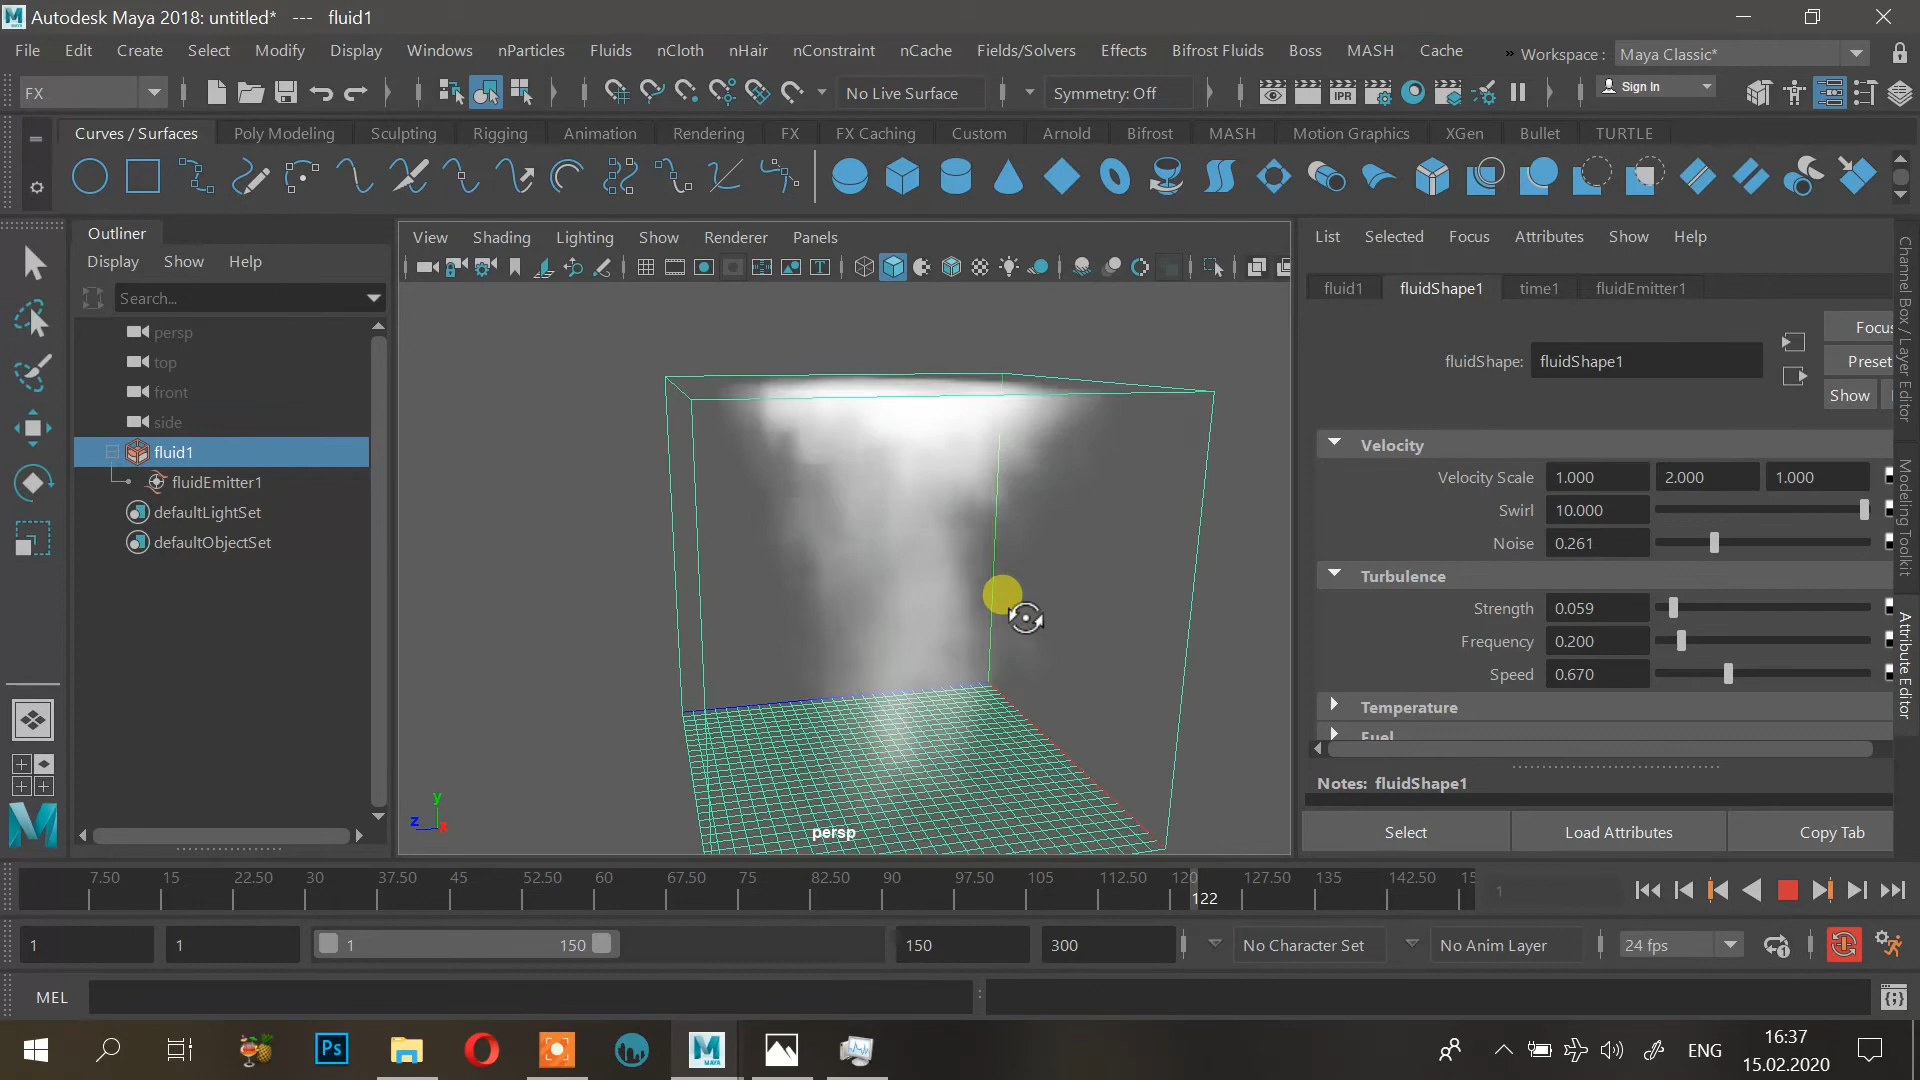 Autodesk Maya 2018: untitled* --- fluid1
File Edit Create Select Modify Display Windows nParticles Fluids nCloth nHair nConstraint nCache Fields/Solvers Effects Bifrost Fluids Boss MASH Cache » Workspace : Maya Classic*
FX No Live Surface Symmetry: Off IPR Sign In
Curves / Surfaces Poly Modeling Sculpting Rigging Animation Rendering FX FX Caching Custom Arnold Bifrost MASH Motion Graphics XGen Bullet TURTLE
Outliner
Display Show Help
Search...
persp
top
front
side
fluid1
fluidEmitter1
defaultLightSet
defaultObjectSet
View Shading Lighting Show Renderer Panels
persp
y
z
x
List Selected Focus Attributes Show Help
fluid1 fluidShape1 time1 fluidEmitter1
Focus
fluidShape: fluidShape1
Preset
Show
Velocity
Velocity Scale 1.000 2.000 1.000
Swirl 10.000
Noise 0.261
Turbulence
Strength 0.059
Frequency 0.200
Speed 0.670
Temperature
Fuel
Notes: fluidShape1
Select Load Attributes Copy Tab
Channel Box / Layer Editor
Modeling Toolkit
Attribute Editor
7.50 15 22.50 30 37.50 45 52.50 60 67.50 75 82.50 90 97.50 105 112.50 120 127.50 135 142.50 15
122
1
1 1 1 150 150 300 No Character Set No Anim Layer 24 fps
MEL
MAYA
Ps
ENG
16:37
15.02.2020